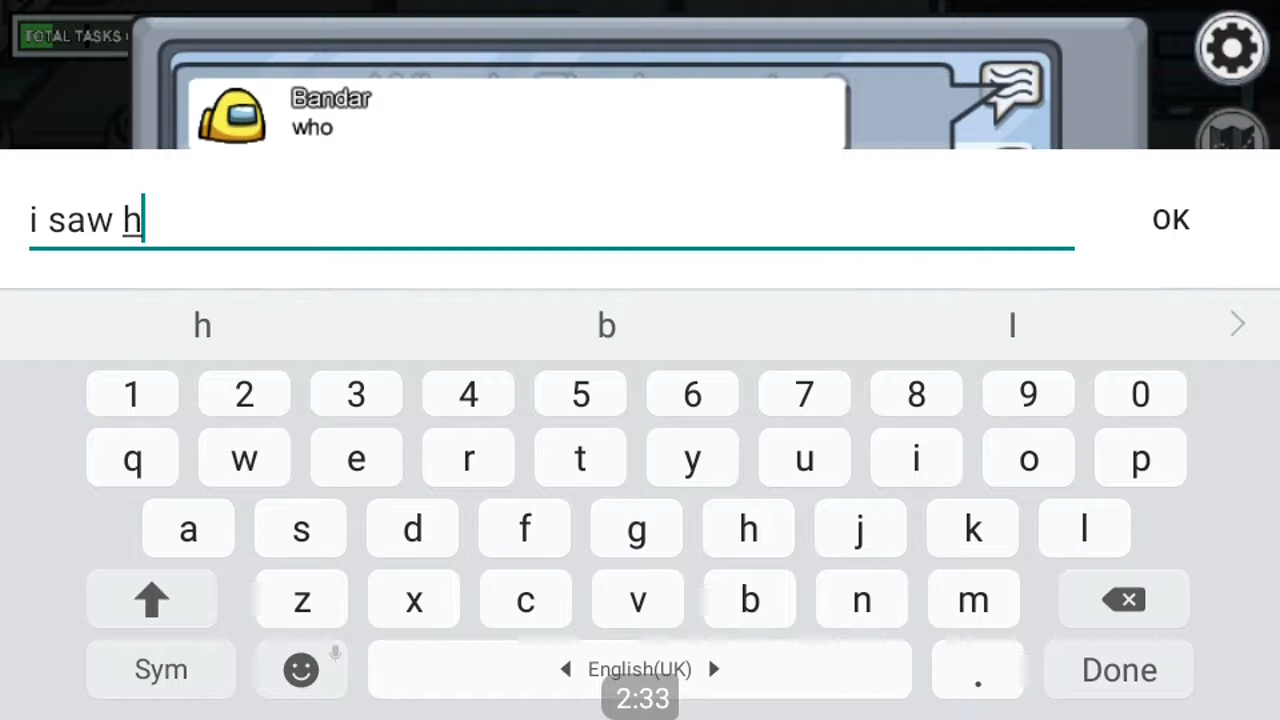 TOTAL TASKS
Bandar
who
i saw h
OK
h b I
1 2 3 4 5 6 7 8 9 0
q w e r t y u i o p
a s d f g h j k l
z x c v b n m
Sym English(UK) . Done
2:33